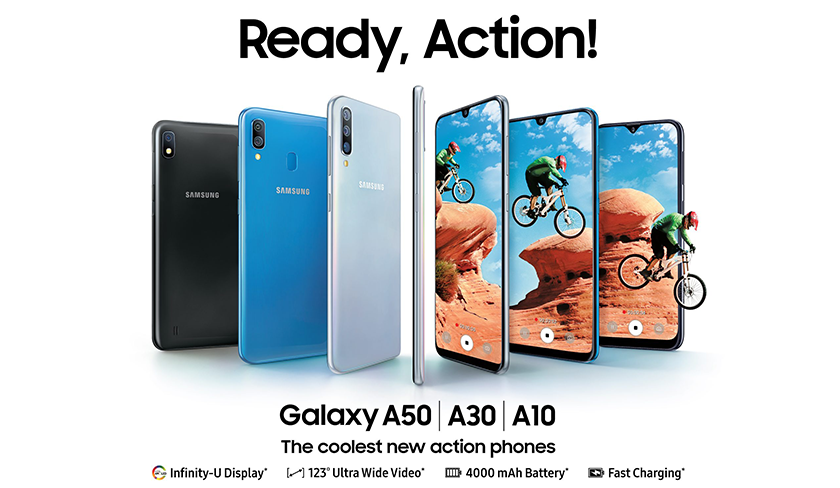 Ready, Action!
SAMSUNG
SAMSUNG
SAMSUNG
Galaxy A50 | A30 | A10
The coolest new action phones
Infinity-U Display* 123° Ultra Wide Video* 4000 mAh Battery* Fast Charging*